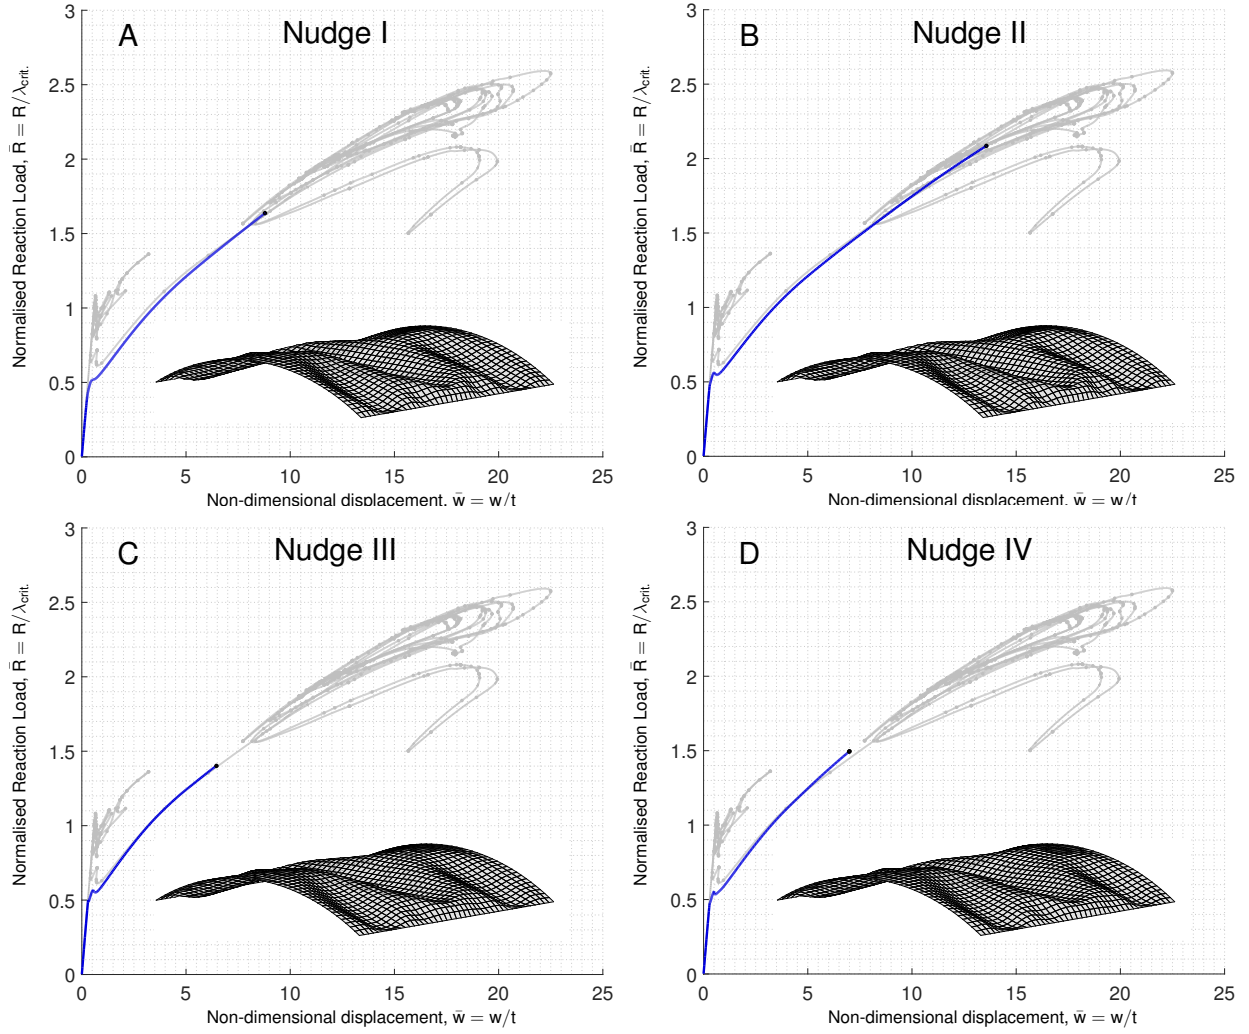 A
Nudge I
Normalised Reaction Load, R̄ = R/λcrit.
3
2.5
2
1.5
1
0.5
0
0 5 10 15 20 25
Non-dimensional displacement, w̄ = w/t
B
Nudge II
Normalised Reaction Load, R̄ = R/λcrit.
3
2.5
2
1.5
1
0.5
0
0 5 10 15 20 25
Non-dimensional displacement, w̄ = w/t
C
Nudge III
Normalised Reaction Load, R̄ = R/λcrit.
3
2.5
2
1.5
1
0.5
0
0 5 10 15 20 25
Non-dimensional displacement, w̄ = w/t
D
Nudge IV
Normalised Reaction Load, R̄ = R/λcrit.
3
2.5
2
1.5
1
0.5
0
0 5 10 15 20 25
Non-dimensional displacement, w̄ = w/t